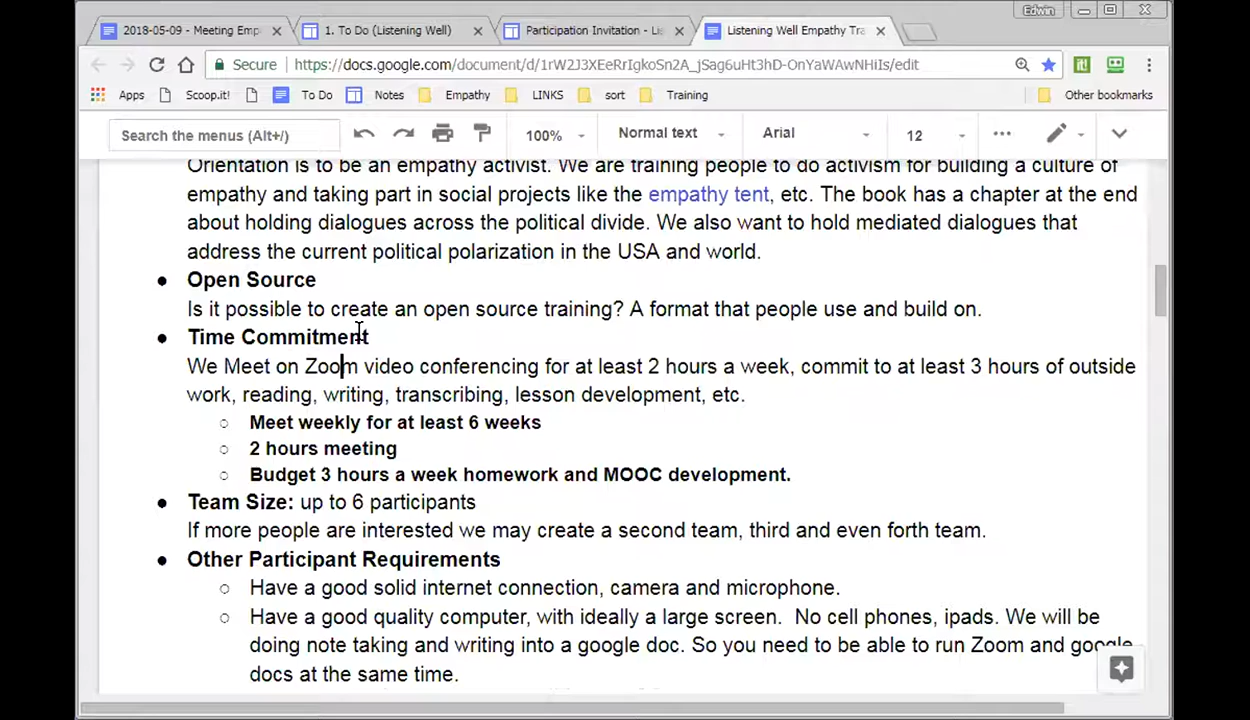 Edwin
2018-05-09 - Meeting Emp
1. To Do (Listening Well)
Participation Invitation - Lis
Listening Well Empathy Tra
Secure
https://docs.google.com/document/d/1rW2J3XEeRrIgkoSn2A_jSag6uHt3hD-OnYaWAwNHiIs/edit
it!
Apps
Scoop.it!
To Do
Notes
Empathy
LINKS
sort
Training
Other bookmarks
Search the menus (Alt+/)
100%
Normal text
Arial
12
Orientation is to be an empathy activist. We are training people to do activism for building a culture of
empathy and taking part in social projects like the empathy tent, etc. The book has a chapter at the end
about holding dialogues across the political divide. We also want to hold mediated dialogues that
address the current political polarization in the USA and world.
● Open Source
Is it possible to create an open source training? A format that people use and build on.
● Time Commitment
We Meet on Zoom video conferencing for at least 2 hours a week, commit to at least 3 hours of outside
work, reading, writing, transcribing, lesson development, etc.
○ Meet weekly for at least 6 weeks
○ 2 hours meeting
○ Budget 3 hours a week homework and MOOC development.
● Team Size: up to 6 participants
If more people are interested we may create a second team, third and even forth team.
● Other Participant Requirements
○ Have a good solid internet connection, camera and microphone.
○ Have a good quality computer, with ideally a large screen.  No cell phones, ipads. We will be
doing note taking and writing into a google doc. So you need to be able to run Zoom and google
docs at the same time.